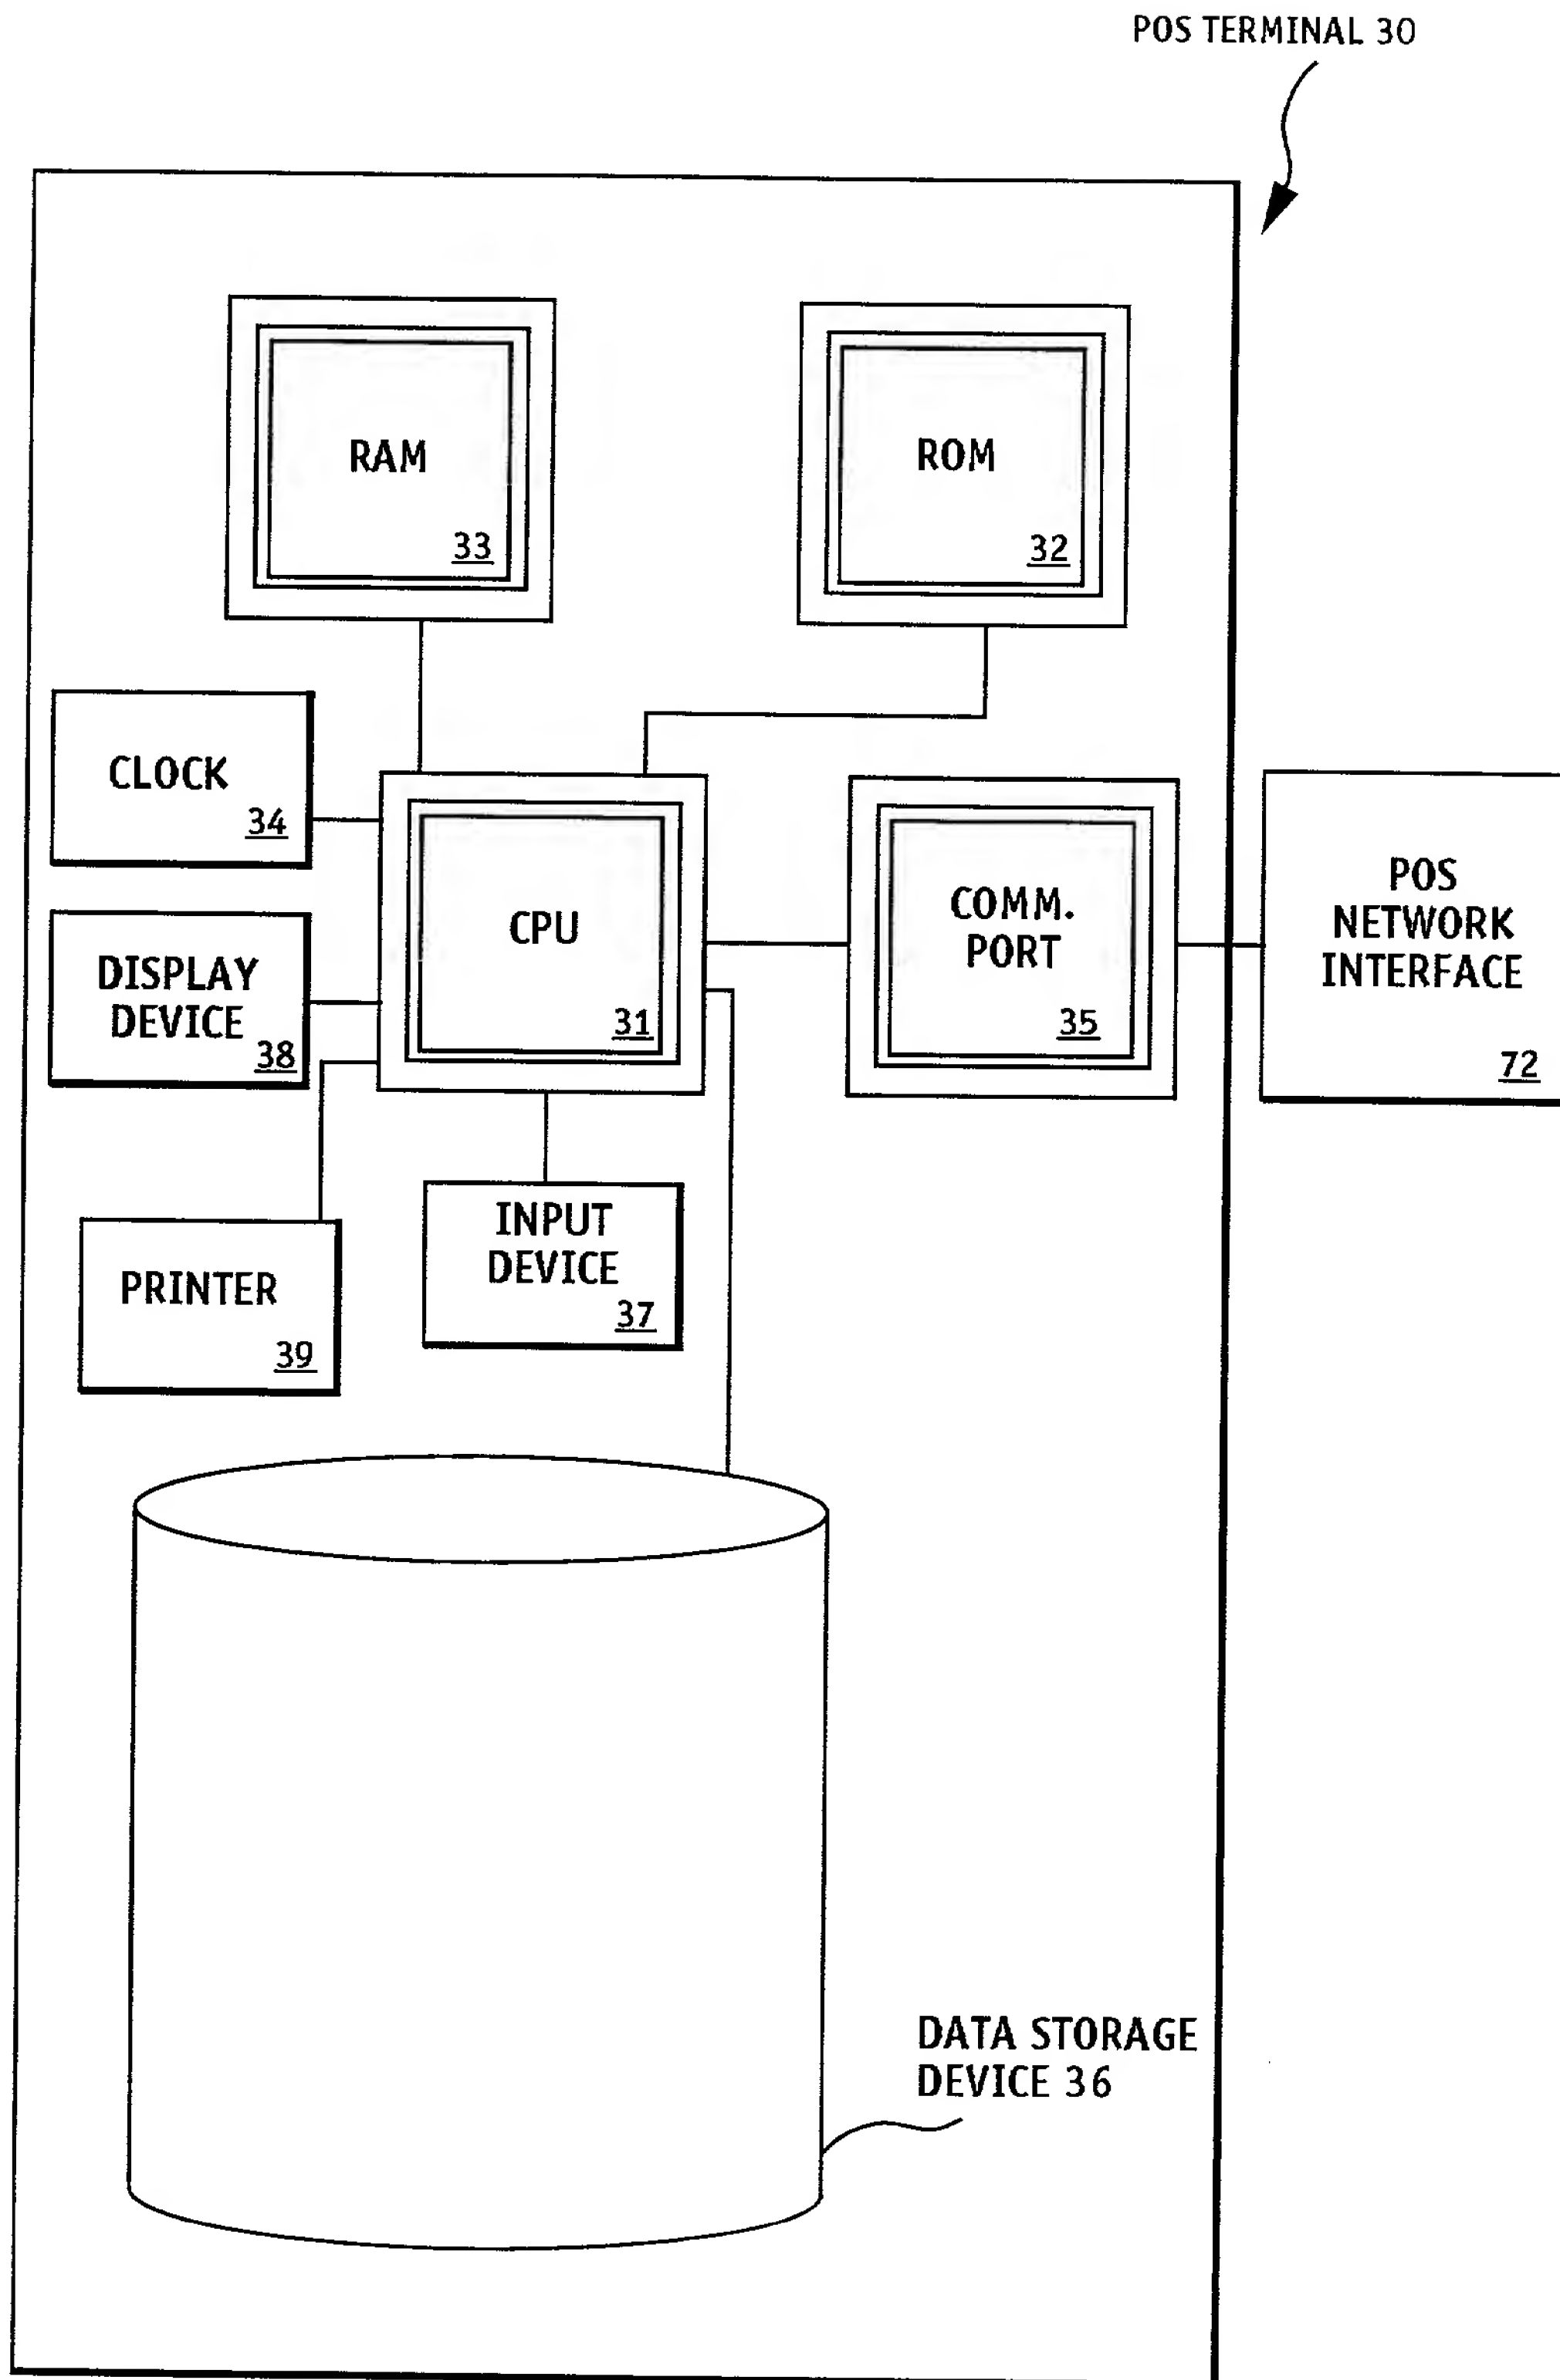 POS TERMINAL 30
RAM
33
ROM
32
CLOCK
34
CPU
31
COMM.
PORT
35
POS
NETWORK
INTERFACE
72
DISPLAY
DEVICE
38
INPUT
DEVICE
37
PRINTER
39
DATA STORAGE
DEVICE 36